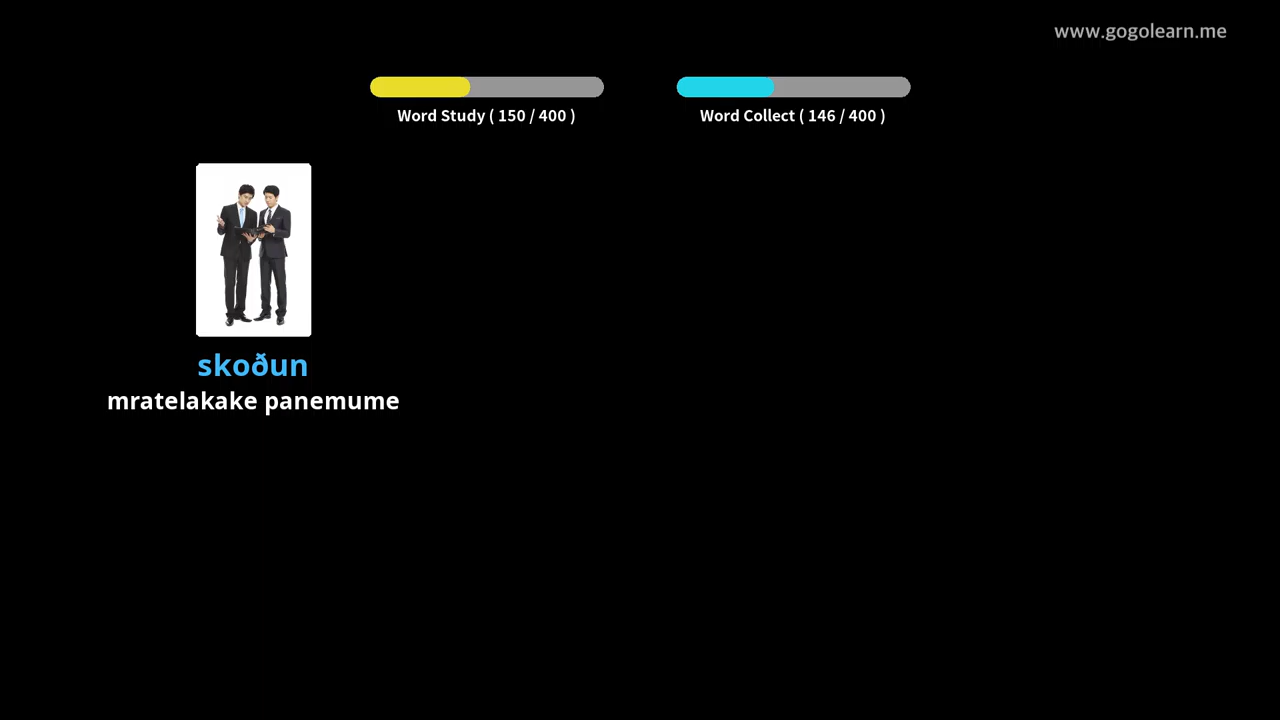 www.gogolearn.me
Word Study ( 150 / 400 )
Word Collect ( 146 / 400 )
skoðun
mratelakake panemume